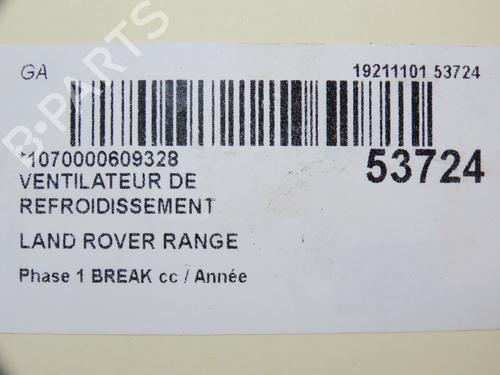 GA
19211101 53724
*1070000609328
53724
VENTILATEUR DE
REFROIDISSEMENT
LAND ROVER RANGE
Phase 1 BREAK cc / Année
B-PARTS